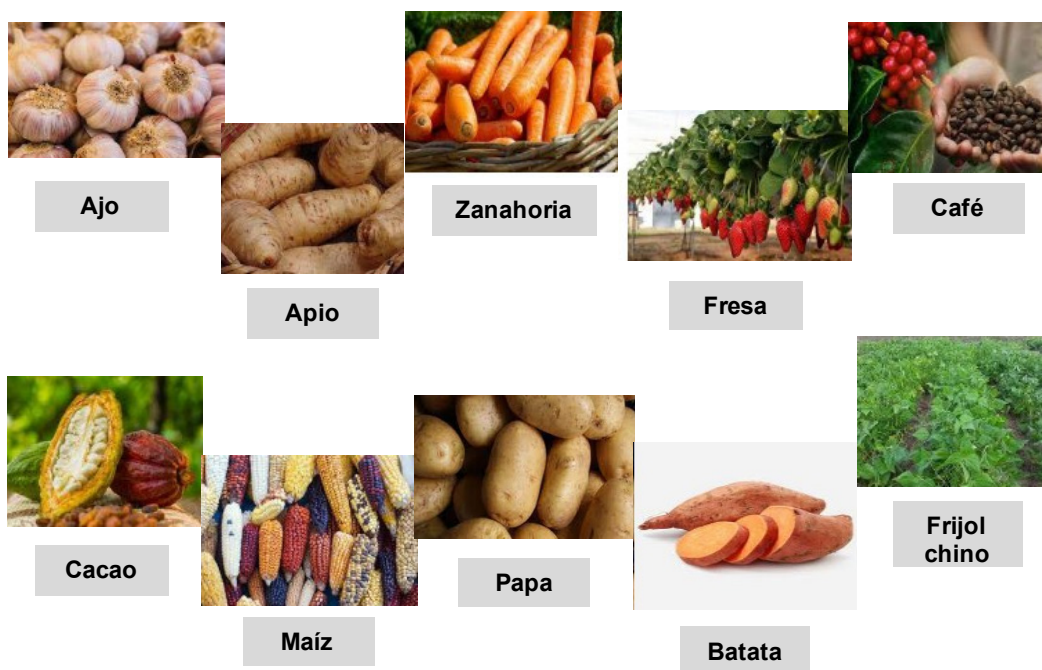 Ajo
Apio
Zanahoria
Fresa
Café
Cacao
Maíz
Papa
Batata
Frijol
chino